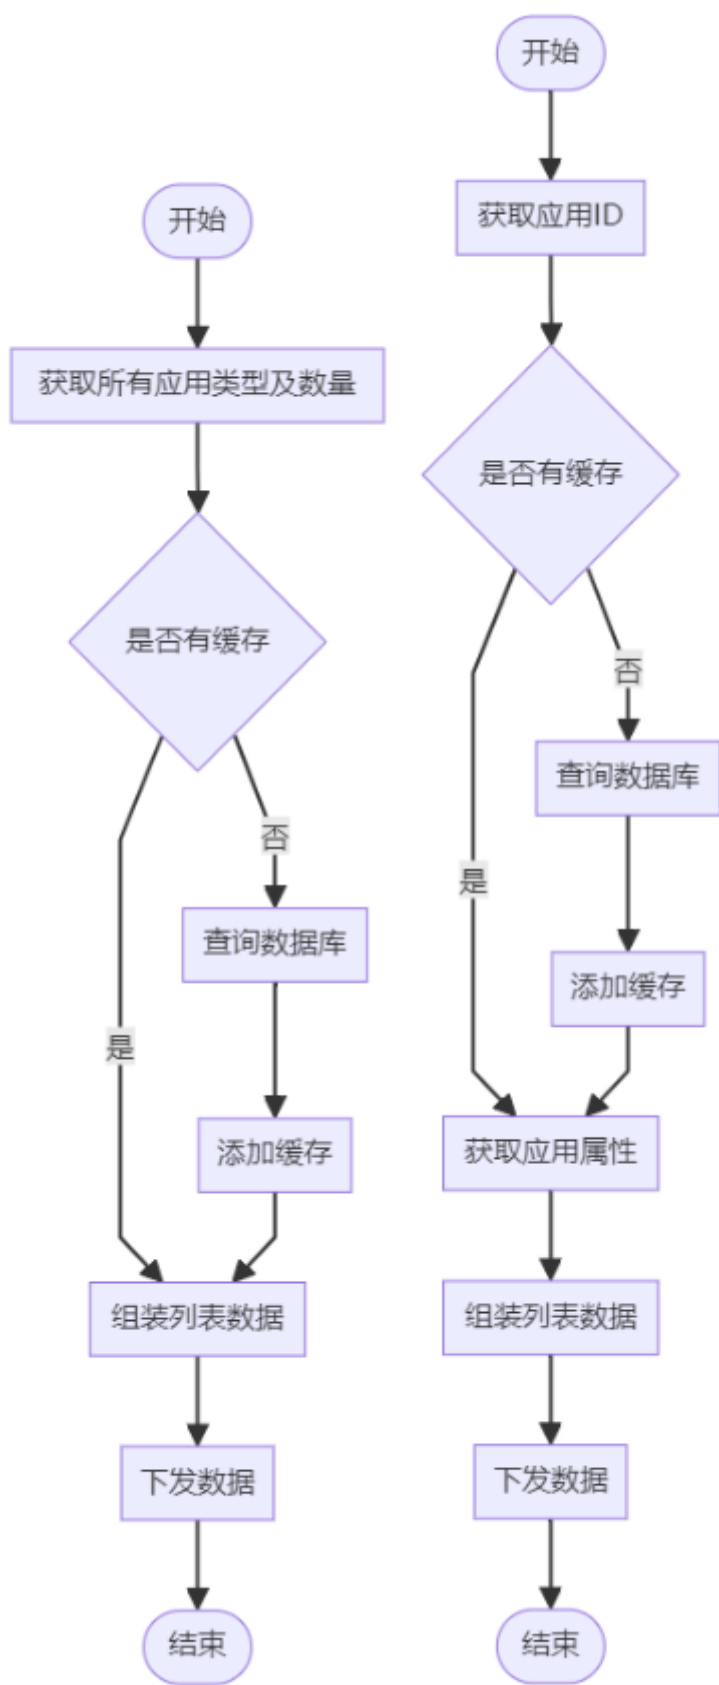 开始
获取所有应用类型及数量
是否有缓存
否
查询数据库
是
添加缓存
组装列表数据
下发数据
结束
开始
获取应用ID
是否有缓存
否
查询数据库
是
添加缓存
获取应用属性
组装列表数据
下发数据
结束